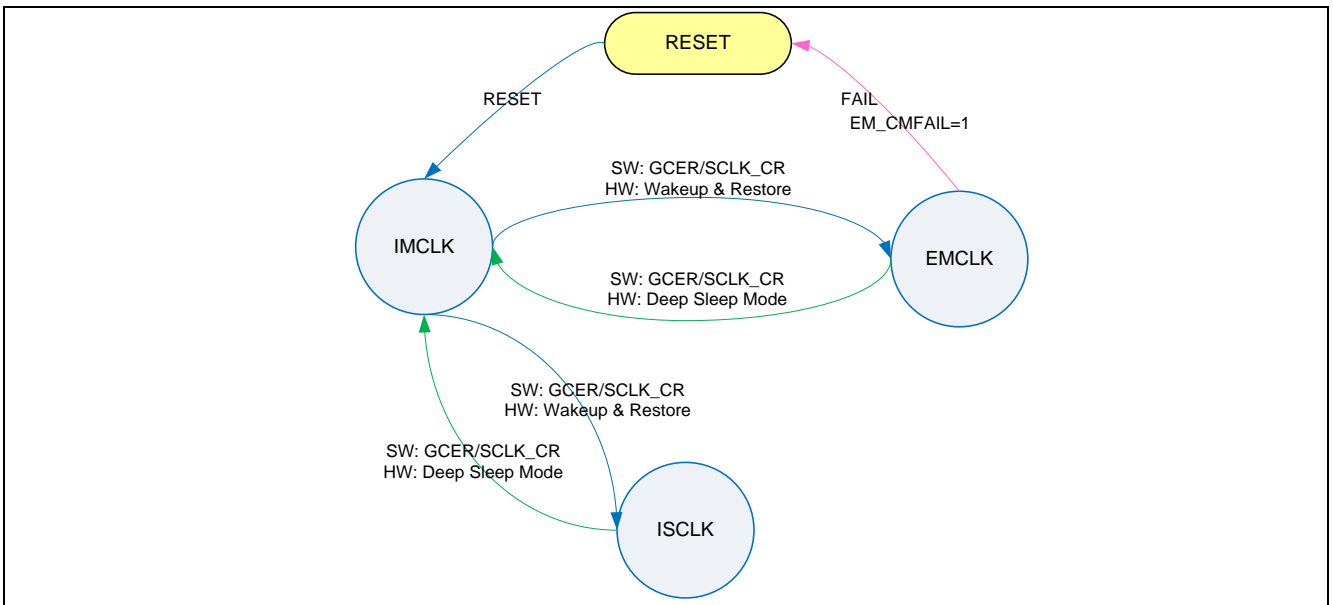 RESET
RESET
FAIL
EM_CMFAIL=1
SW: GCER/SCLK_CR
HW: Wakeup & Restore
IMCLK
EMCLK
SW: GCER/SCLK_CR
HW: Deep Sleep Mode
SW: GCER/SCLK_CR
HW: Wakeup & Restore
SW: GCER/SCLK_CR
HW: Deep Sleep Mode
ISCLK